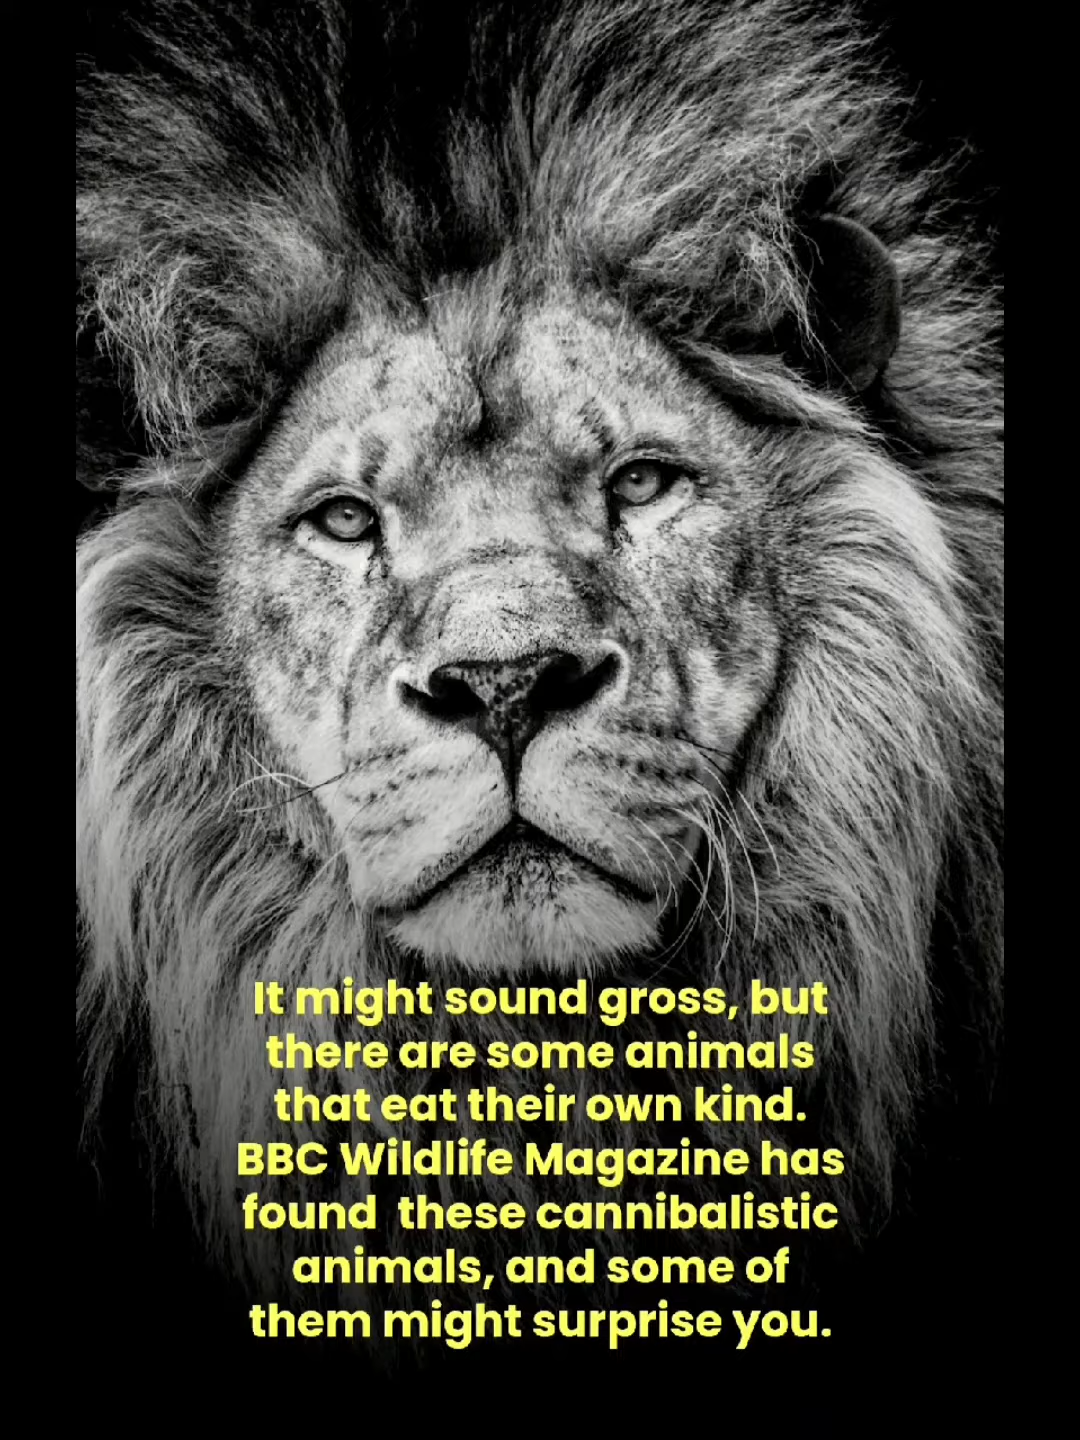 It might sound gross, but
there are some animals
that eat their own kind.
BBC Wildlife Magazine has
found  these cannibalistic
animals, and some of
them might surprise you.